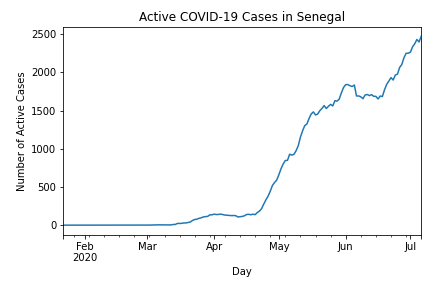 Active COVID-19 Cases in Senegal
2500
2000
1500
1000
500
0
Number of Active Cases
Feb Mar Apr May Jun Jul
2020
Day